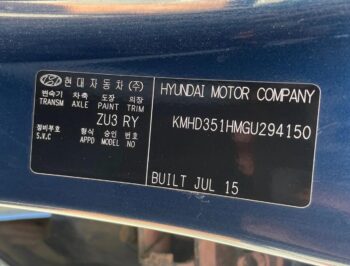 현대자동차(주)
HYUNDAI MOTOR COMPANY
변속기 차축 도장 의장
TRANSM AXLE PAINT TRIM
ZU3 RY
KMHD351HMGU294150
정비부호 형식 승인 번호
S.V.C APPD MODEL NO
BUILT JUL 15